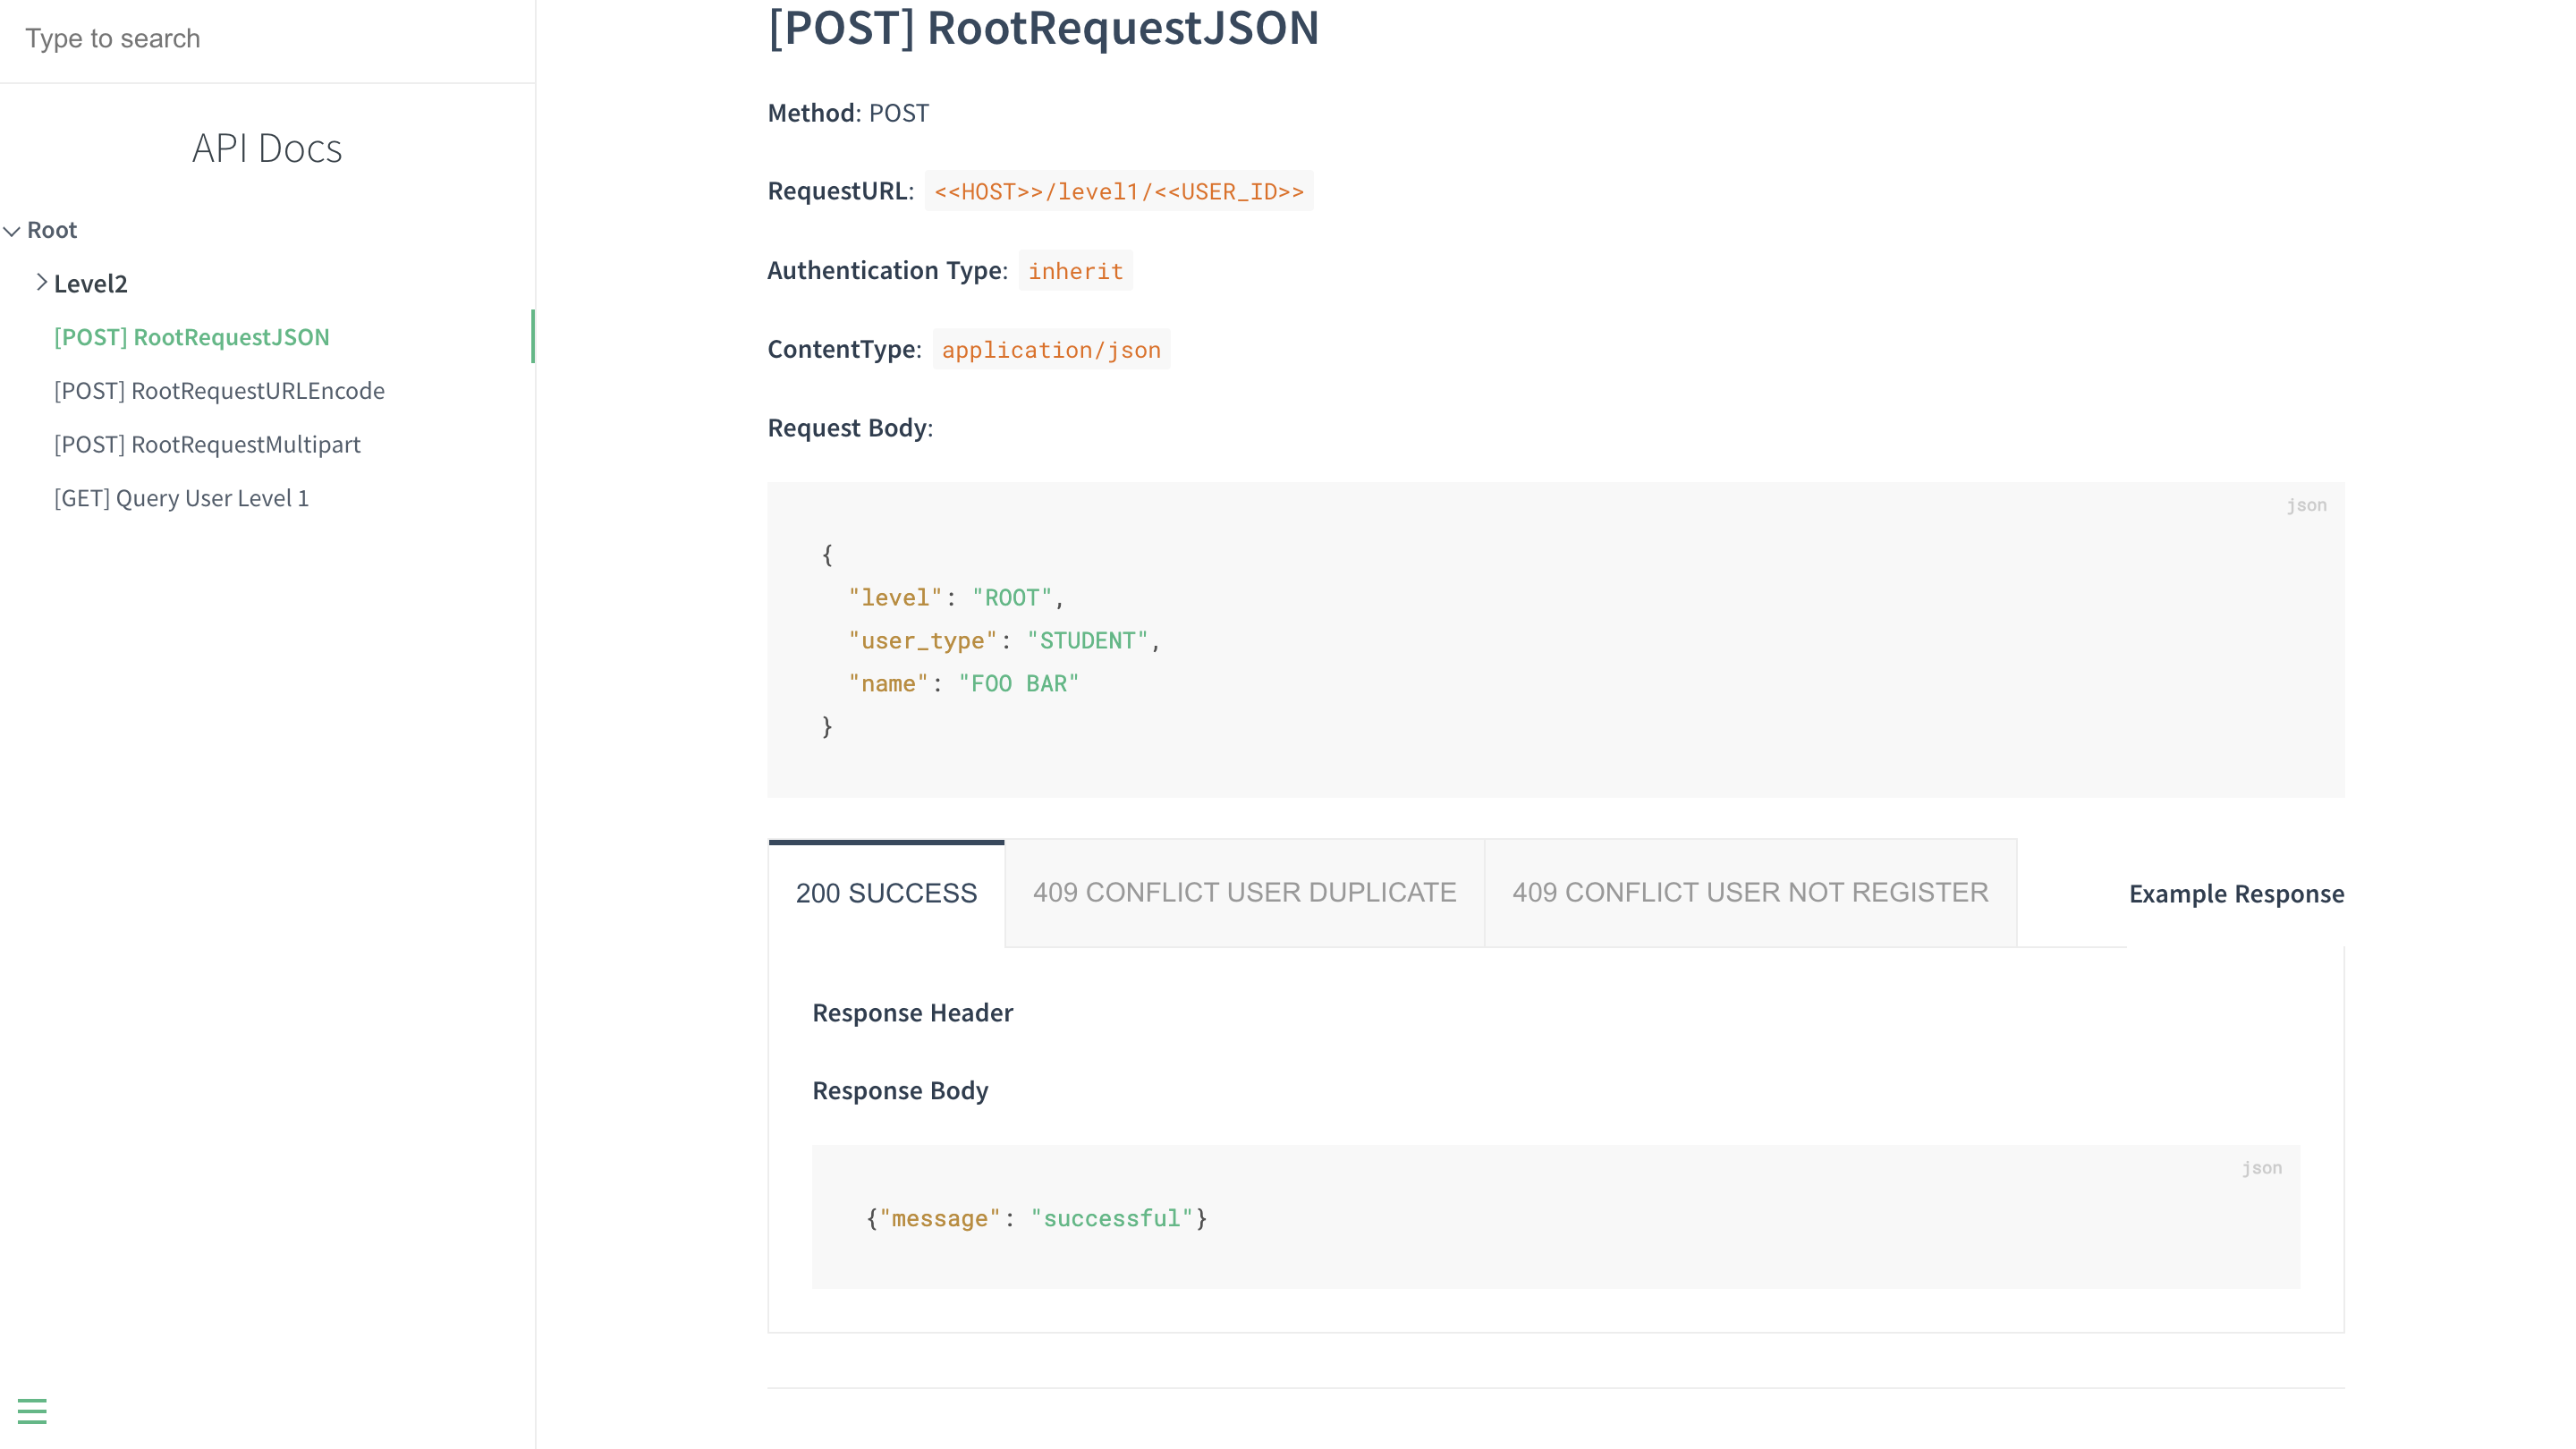 Type to search
API Docs
Root
Level2
[POST] RootRequestJSON
[POST] RootRequestURLEncode
[POST] RootRequestMultipart
[GET] Query User Level 1
[POST] RootRequestJSON
Method: POST
RequestURL: <<HOST>>/level1/<<USER_ID>>
Authentication Type: inherit
ContentType: application/json
Request Body:
json
{
"level": "ROOT",
"user_type": "STUDENT",
"name": "FOO BAR"
}
200 SUCCESS 409 CONFLICT USER DUPLICATE 409 CONFLICT USER NOT REGISTER Example Response
Response Header
Response Body
json
{"message": "successful"}